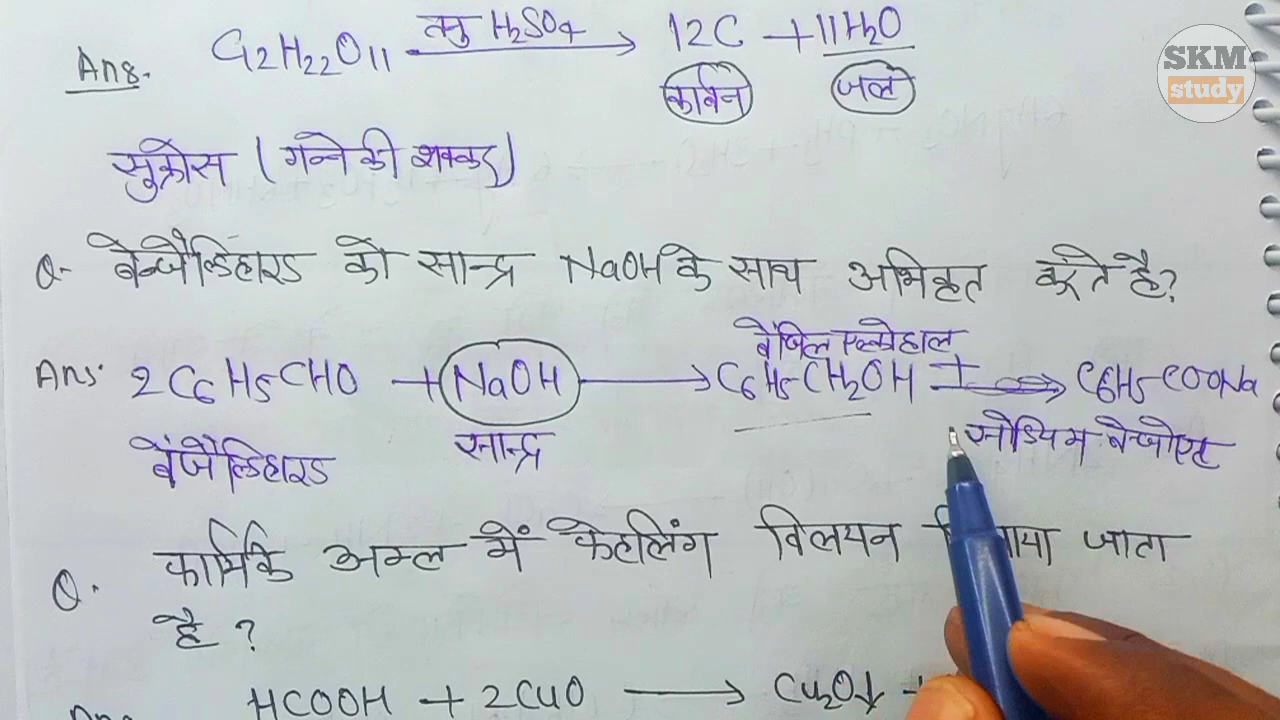 SKM
study
Ans. C12H22O11 तनु H2SO4 → 12C + 11H2O
कार्बन जल
सुक्रोस (गन्ने की शक्कर)
Q- बेन्जैल्डिहाइड को सान्द्र NaOH के साथ अभिकृत करते है?
बेंजिल एल्कोहाल
Ans: 2C6H5CHO + NaOH → C6H5CH2OH + C6H5COONa
बेंजैल्डिहाइड सान्द्र सोडियम बेन्जोएट
Q. फार्मिक अम्ल में फेहलिंग विलयन जाता
है ?
HCOOH + 2CuO → Cu2O↓ +